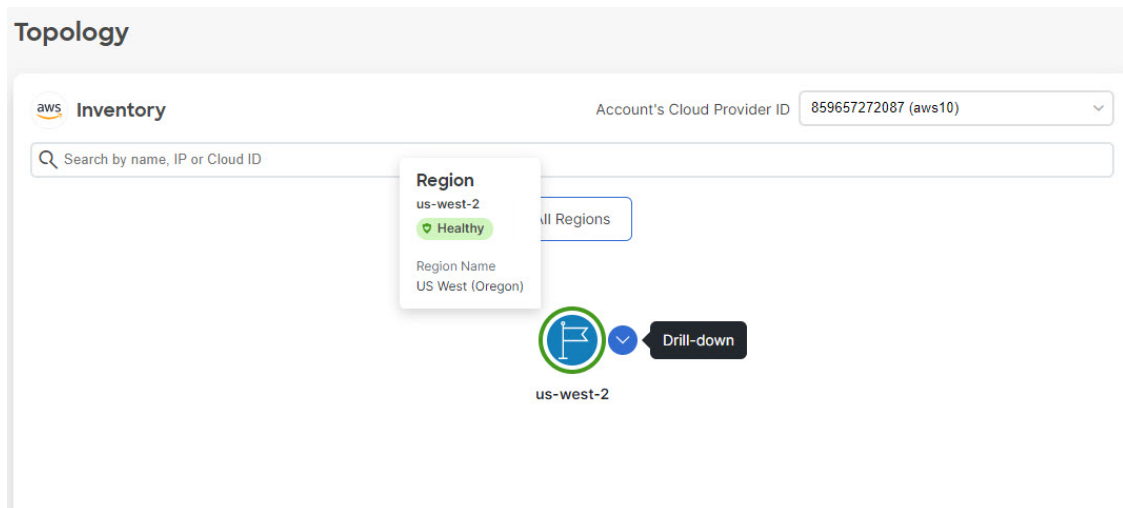 Topology
aws Inventory
Account's Cloud Provider ID 859657272087 (aws10)
Search by name, IP or Cloud ID
Region
us-west-2
Healthy
Region Name
US West (Oregon)
All Regions
Drill-down
us-west-2